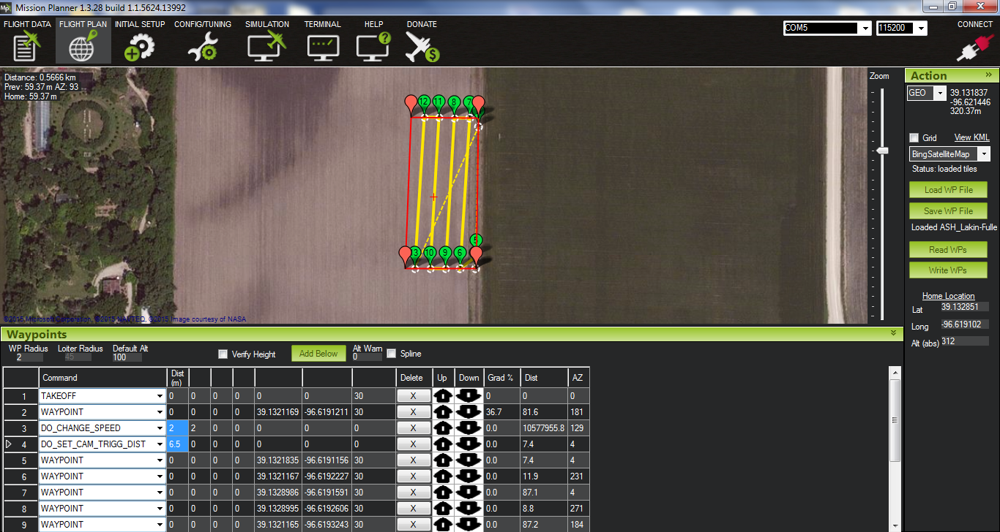 Mp Mission Planner 1.3.28 build 1.1.5624.13992
FLIGHT DATA FLIGHT PLAN INITIAL SETUP CONFIG/TUNING SIMULATION TERMINAL HELP DONATE COM5 115200 CONNECT
Distance: 0.5666 km
Prev: 59.37 m AZ: 93
Home: 59.37 m
12 11 8 7
5
13 10 9 6
©2015 Microsoft Corporation, ©2015 NAVTEQ, ©2015 Image courtesy of NASA
Zoom
Action »
GEO 39.131837
-96.621446
320.37m
Grid View KML
BingSatelliteMap
Status: loaded tiles
Load WP File
Save WP File
Loaded ASH_Lakin-Fulle
Read WPs
Write WPs
Home Location
Lat 39.132851
Long -96.619102
Alt (abs) 312
Waypoints
WP Radius Loiter Radius Default Alt Alt Warn
2 45 100 Verify Height Add Below 0 Spline
Command Dist (m) Delete Up Down Grad % Dist AZ
1 TAKEOFF 0 0 0 0 0 0 30 X 0 0 0
2 WAYPOINT 0 0 0 0 39.1321169 -96.6191211 30 X 36.7 81.6 181
3 DO_CHANGE_SPEED 2 2 0 0 0 0 0 X 0.0 10577955.8 129
4 DO_SET_CAM_TRIGG_DIST 6.5 0 0 0 0 0 0 X 0.0 7.4 4
5 WAYPOINT 0 0 0 0 39.1321835 -96.6191156 30 X 0.0 7.4 4
6 WAYPOINT 0 0 0 0 39.1321167 -96.6192227 30 X 0.0 11.9 231
7 WAYPOINT 0 0 0 0 39.1328986 -96.6191591 30 X 0.0 87.1 4
8 WAYPOINT 0 0 0 0 39.1328995 -96.6192606 30 X 0.0 8.8 271
9 WAYPOINT 0 0 0 0 39.1321165 -96.6193243 30 X 0.0 87.2 184